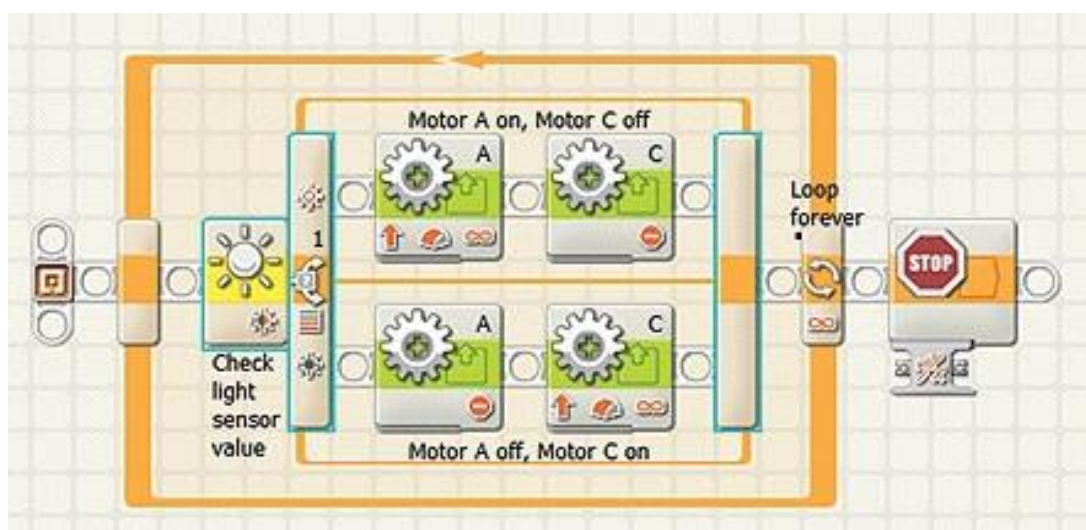 Motor A on, Motor C off
A
C
Loop
forever
1
STOP
A
C
Check
light
sensor
value
Motor A off, Motor C on